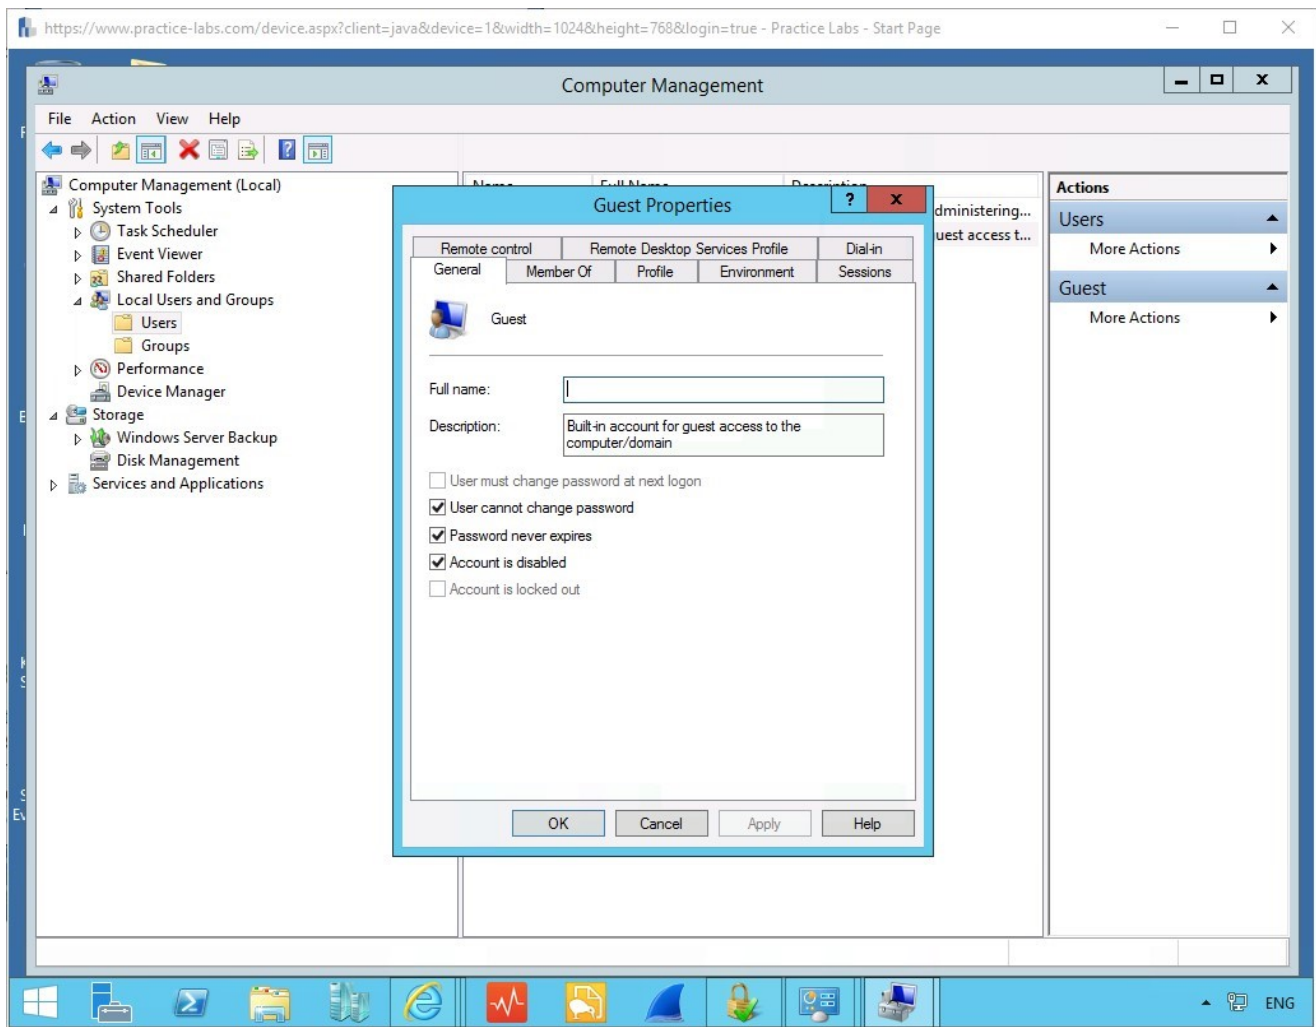 https://www.practice-labs.com/device.aspx?client=java&device=1&width=1024&height=768&login=true - Practice Labs - Start Page
Computer Management
File Action View Help
Computer Management (Local)
System Tools
Task Scheduler
Event Viewer
Shared Folders
Local Users and Groups
Users
Groups
Performance
Device Manager
Storage
Windows Server Backup
Disk Management
Services and Applications
Name Full Name Description
dministering...
uest access t...
Guest Properties ? x
Remote control Remote Desktop Services Profile Dial-in
General Member Of Profile Environment Sessions
Guest
Full name:
Description: Built-in account for guest access to the
computer/domain
User must change password at next logon
User cannot change password
Password never expires
Account is disabled
Account is locked out
OK Cancel Apply Help
Actions
Users
More Actions
Guest
More Actions
ENG